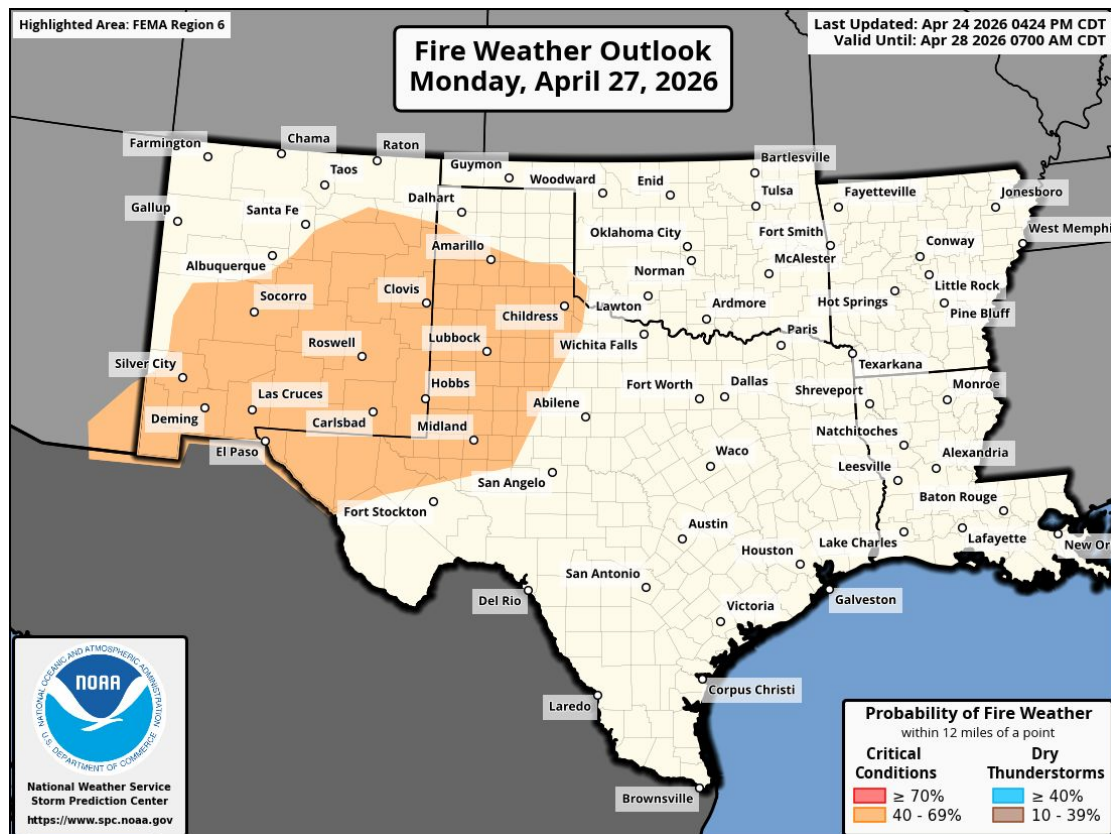 Highlighted Area: FEMA Region 6
Last Updated: Apr 24 2026 0424 PM CDT
Valid Until: Apr 28 2026 0700 AM CDT
Fire Weather Outlook
Monday, April 27, 2026
Farmington
Chama
Raton
Taos
Guymon
Woodward
Enid
Bartlesville
Tulsa
Fayetteville
Jonesboro
Gallup
Santa Fe
Dalhart
Oklahoma City
Fort Smith
West Memphi
Albuquerque
Amarillo
Norman
McAlester
Conway
Socorro
Clovis
Childress
Lawton
Ardmore
Hot Springs
Little Rock
Pine Bluff
Roswell
Lubbock
Wichita Falls
Paris
Texarkana
Silver City
Las Cruces
Hobbs
Fort Worth
Dallas
Shreveport
Monroe
Deming
Carlsbad
Midland
Abilene
Natchitoches
El Paso
Waco
Leesville
Alexandria
San Angelo
Baton Rouge
Fort Stockton
Austin
Lake Charles
Lafayette
New Or
Houston
San Antonio
Del Rio
Galveston
Victoria
Corpus Christi
Laredo
Brownsville
NATIONAL OCEANIC AND ATMOSPHERIC ADMINISTRATION
NOAA
U.S. DEPARTMENT OF COMMERCE
National Weather Service
Storm Prediction Center
https://www.spc.noaa.gov
Probability of Fire Weather
within 12 miles of a point
Critical Conditions
≥ 70%
40 - 69%
Dry Thunderstorms
≥ 40%
10 - 39%